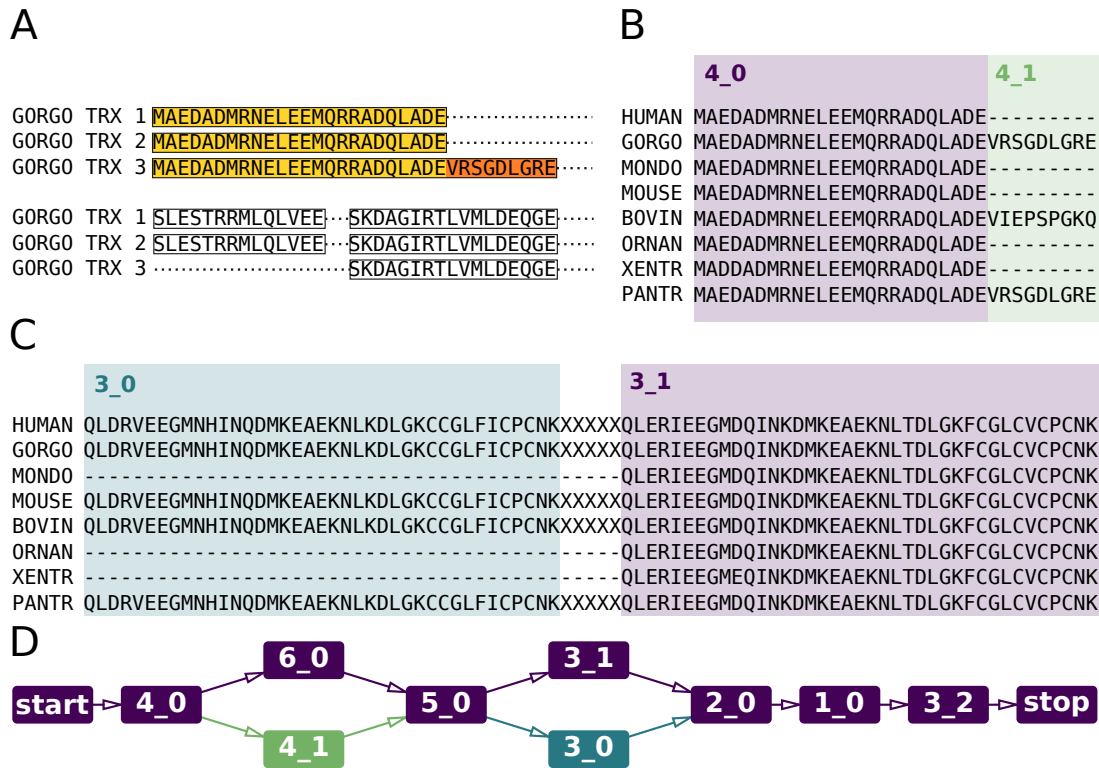 A
GORGO TRX 1 MAEDADMRNELEEMQRRADQLADE····················
GORGO TRX 2 MAEDADMRNELEEMQRRADQLADE····················
GORGO TRX 3 MAEDADMRNELEEMQRRADQLADEVRSGDLGRE······
GORGO TRX 1 SLESTRRMLQLVEE····SKDAGIRTLVMLDEQGE······
GORGO TRX 2 SLESTRRMLQLVEE····SKDAGIRTLVMLDEQGE······
GORGO TRX 3 ····················SKDAGIRTLVMLDEQGE······
B
4_0 4_1
HUMAN MAEDADMRNELEEMQRRADQLADE---------
GORGO MAEDADMRNELEEMQRRADQLADEVRSGDLGRE
MONDO MAEDADMRNELEEMQRRADQLADE---------
MOUSE MAEDADMRNELEEMQRRADQLADE---------
BOVIN MAEDADMRNELEEMQRRADQLADEVIEPSPGKQ
ORNAN MAEDADMRNELEEMQRRADQLADE---------
XENTR MADDADMRNELEEMQRRADQLADE---------
PANTR MAEDADMRNELEEMQRRADQLADEVRSGDLGRE
C
3_0 3_1
HUMAN QLDRVEEGMNHINQDMKEAEKNLKDLGKCCGLFICPCNKXXXXXQLERIEEGMDQINKDMKEAEKNLTDLGKFCGLCVCPCNK
GORGO QLDRVEEGMNHINQDMKEAEKNLKDLGKCCGLFICPCNKXXXXXQLERIEEGMDQINKDMKEAEKNLTDLGKFCGLCVCPCNK
MONDO --------------------------------------------QLERIEEGMDQINKDMKEAEKNLTDLGKFCGLCVCPCNK
MOUSE QLDRVEEGMNHINQDMKEAEKNLKDLGKCCGLFICPCNKXXXXXQLERIEEGMDQINKDMKEAEKNLTDLGKFCGLCVCPCNK
BOVIN QLDRVEEGMNHINQDMKEAEKNLKDLGKCCGLFICPCNKXXXXXQLERIEEGMDQINKDMKEAEKNLTDLGKFCGLCVCPCNK
ORNAN --------------------------------------------QLERIEEGMDQINKDMKEAEKNLTDLGKFCGLCVCPCNK
XENTR --------------------------------------------QLERIEEGMEQINKDMKEAEKNLTDLGKFCGLCVCPCNK
PANTR QLDRVEEGMNHINQDMKEAEKNLKDLGKCCGLFICPCNKXXXXXQLERIEEGMDQINKDMKEAEKNLTDLGKFCGLCVCPCNK
D
6_0 3_1
start 4_0 5_0 2_0 1_0 3_2 stop
4_1 3_0